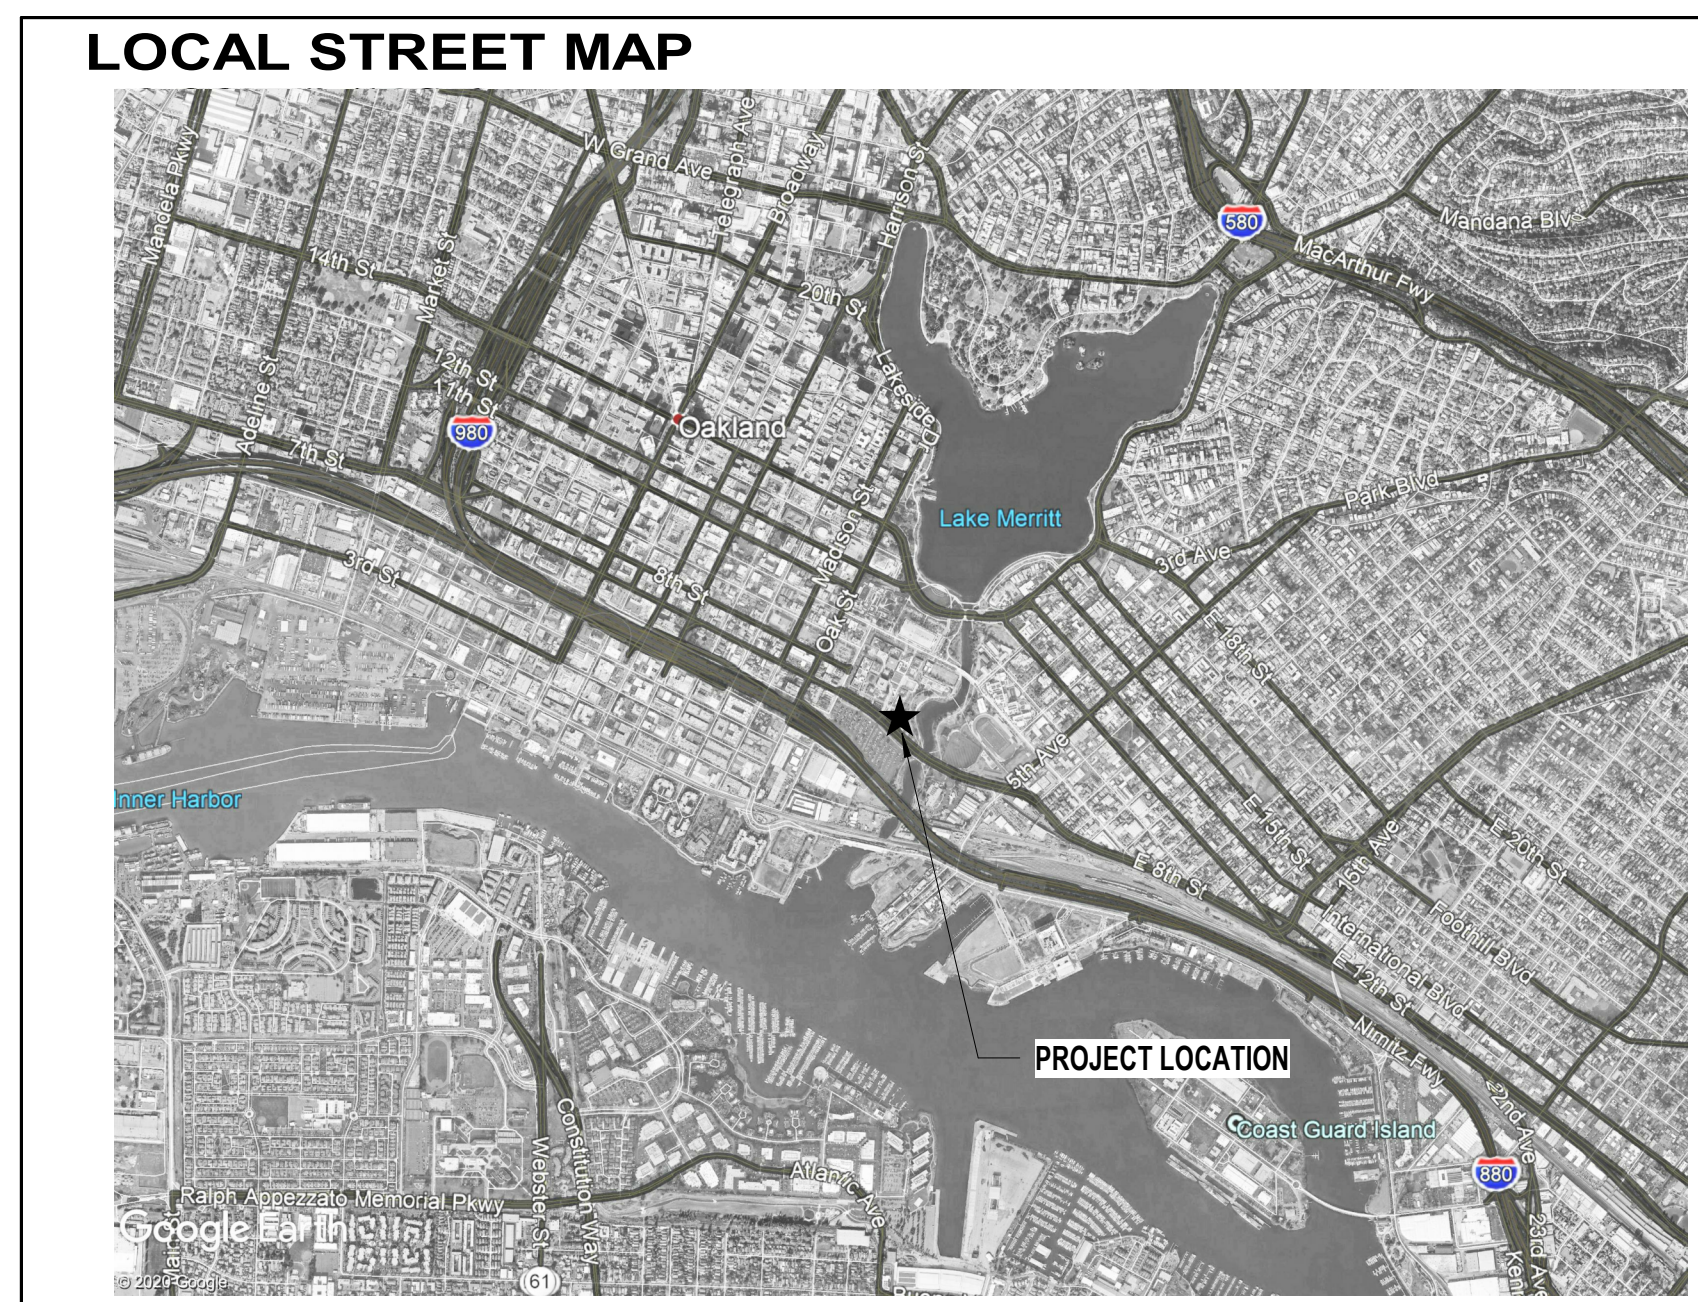 LOCAL STREET MAP
W Grand Ave
Telegraph Ave
Broadway
Harrison St
Mandela Pkwy
580
Mandana Blv
MacArthur Fwy
14th St
Market St
20th St
12th St
11th St
Lakeside Dr
Adeline St
980
Oakland
7th St
Park Blvd
Madison St
Lake Merritt
3rd St
8th St
3rd Ave
Oak St
E 18th St
5th Ave
Inner Harbor
E 15th St
15th Ave
E 20th St
E 8th St
Foothill Blvd
International Blvd
E 12th St
Nimitz Fwy
PROJECT LOCATION
22nd Ave
Coast Guard Island
Constitution Way
Webster St
Atlantic Ave
880
Ralph Appezzato Memorial Pkwy
Google Earth
23rd Ave
© 2020 Google
61